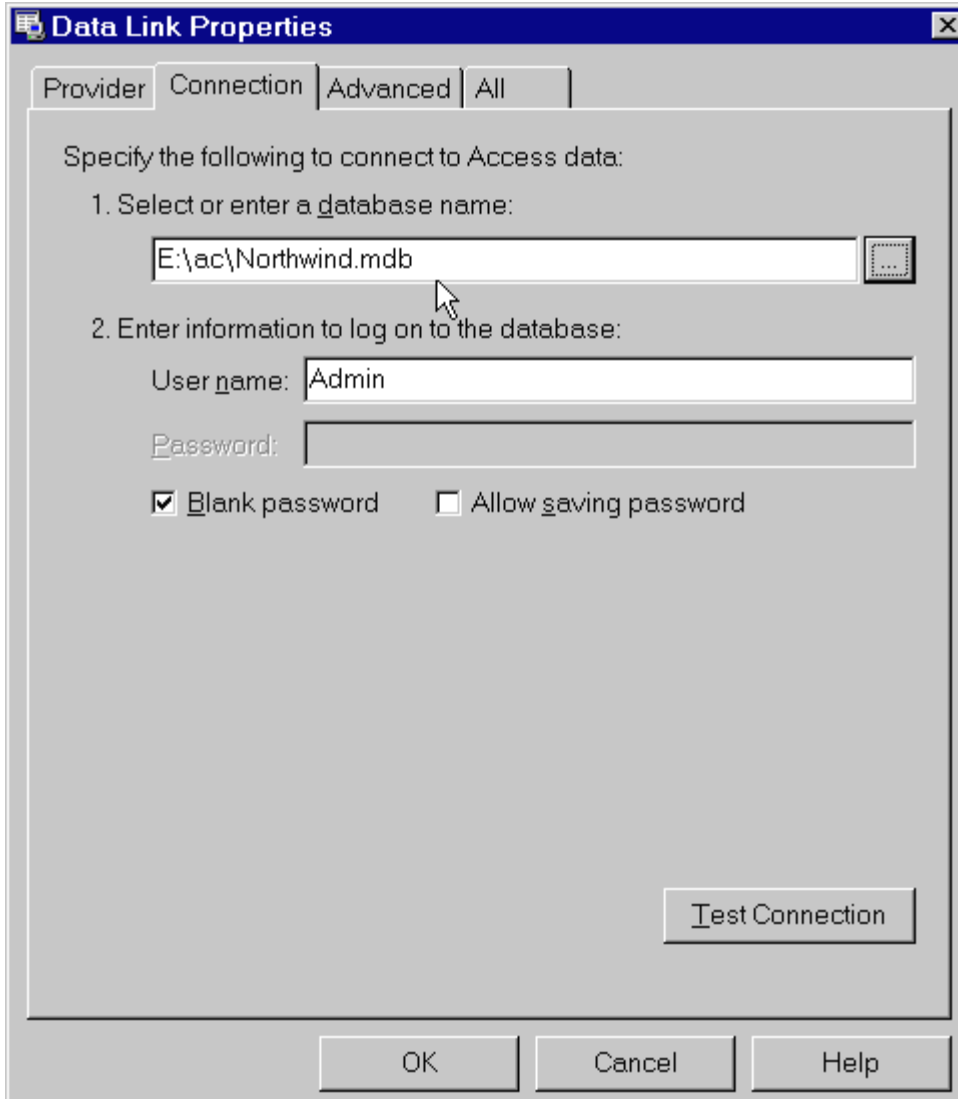 Data Link Properties
Provider Connection Advanced All
Specify the following to connect to Access data:
1. Select or enter a database name:
E:\ac\Northwind.mdb ...
2. Enter information to log on to the database:
User name: Admin
Password:
Blank password Allow saving password
Test Connection
OK Cancel Help